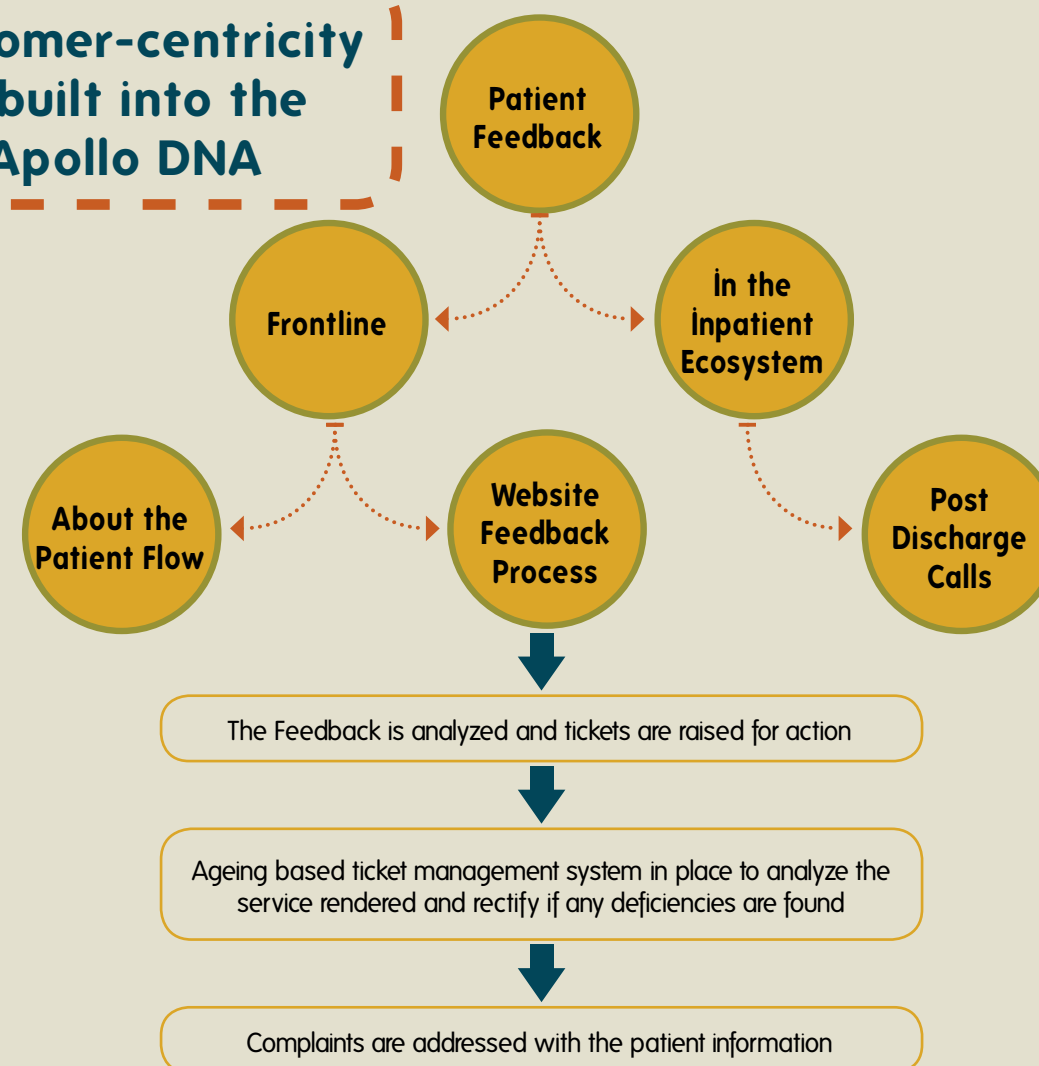 omer-centricity
built into the
Apollo DNA
Patient
Feedback
Frontline
In the
Inpatient
Ecosystem
About the
Patient Flow
Website
Feedback
Process
Post
Discharge
Calls
The Feedback is analyzed and tickets are raised for action
Ageing based ticket management system in place to analyze the
service rendered and rectify if any deficiencies are found
Complaints are addressed with the patient information